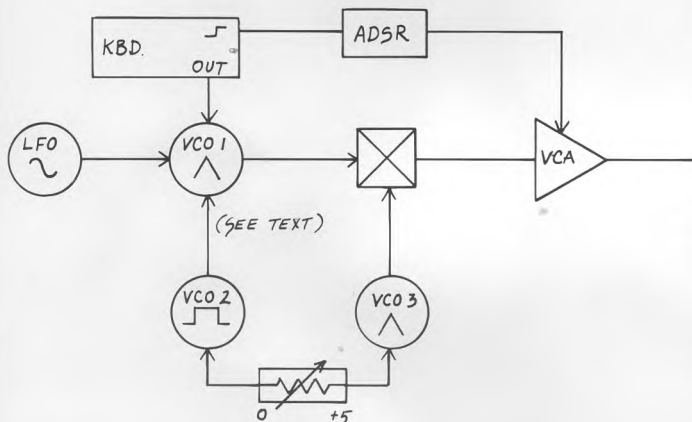 KBD.
OUT
ADSR
LFO
VCO 1
VCA
(SEE TEXT)
VCO 2
VCO 3
0
+5